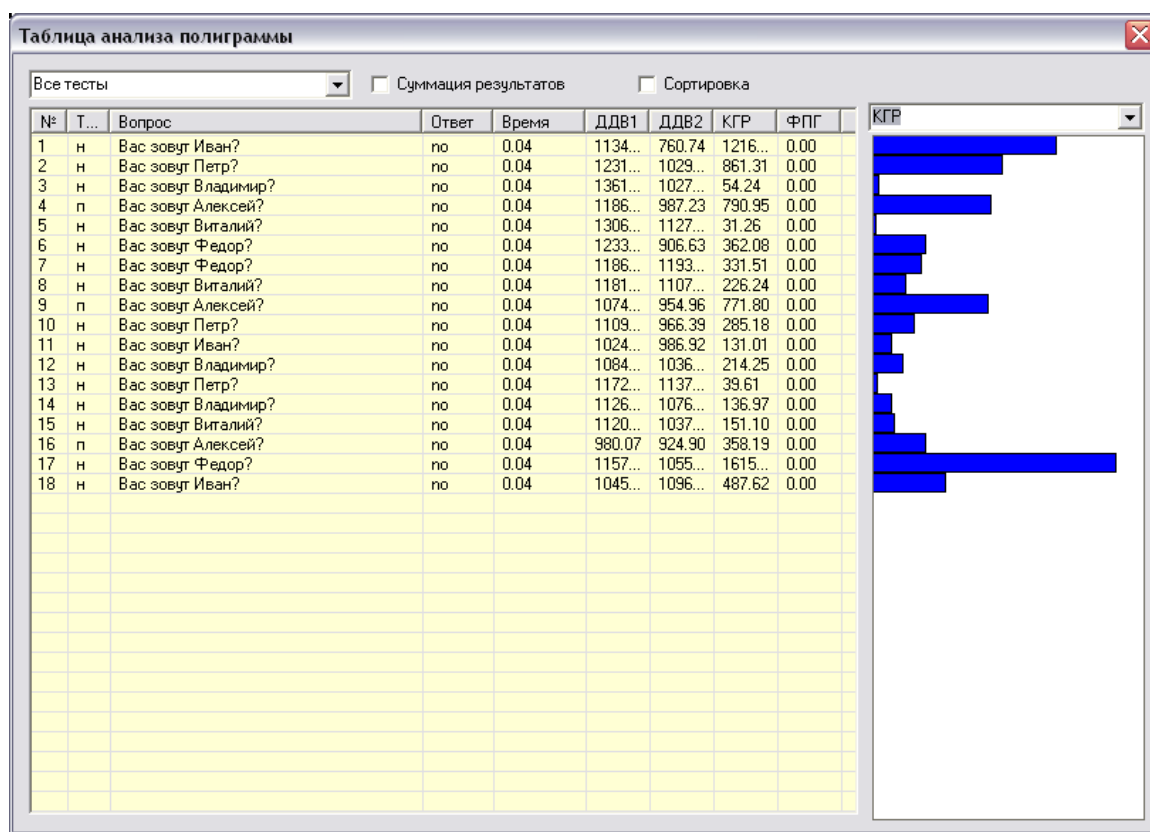 Таблица анализа полиграммы
Все тесты Суммация результатов Сортировка
№ Т... Вопрос Ответ Время ДДВ1 ДДВ2 КГР ФПГ КГР
1 н Вас зовут Иван? no 0.04 1134... 760.74 1216... 0.00
2 н Вас зовут Петр? no 0.04 1231... 1029... 861.31 0.00
3 н Вас зовут Владимир? no 0.04 1361... 1027... 54.24 0.00
4 п Вас зовут Алексей? no 0.04 1186... 987.23 790.95 0.00
5 н Вас зовут Виталий? no 0.04 1306... 1127... 31.26 0.00
6 н Вас зовут Федор? no 0.04 1233... 906.63 362.08 0.00
7 н Вас зовут Федор? no 0.04 1186... 1193... 331.51 0.00
8 н Вас зовут Виталий? no 0.04 1181... 1107... 226.24 0.00
9 п Вас зовут Алексей? no 0.04 1074... 954.96 771.80 0.00
10 н Вас зовут Петр? no 0.04 1109... 966.39 285.18 0.00
11 н Вас зовут Иван? no 0.04 1024... 986.92 131.01 0.00
12 н Вас зовут Владимир? no 0.04 1084... 1036... 214.25 0.00
13 н Вас зовут Петр? no 0.04 1172... 1137... 39.61 0.00
14 н Вас зовут Владимир? no 0.04 1126... 1076... 136.97 0.00
15 н Вас зовут Виталий? no 0.04 1120... 1037... 151.10 0.00
16 п Вас зовут Алексей? no 0.04 980.07 924.90 358.19 0.00
17 н Вас зовут Федор? no 0.04 1157... 1055... 1615... 0.00
18 н Вас зовут Иван? no 0.04 1045... 1096... 487.62 0.00